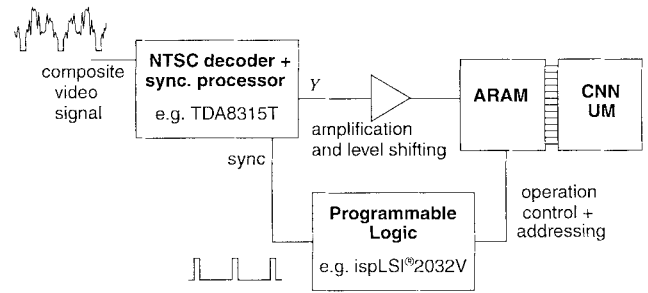 NTSC decoder +
sync. processor
e.g. TDA8315T
composite
video
signal
Y
amplification
and level shifting
ARAM
CNN
UM
sync
Programmable
Logic
e.g. ispLSI®2032V
operation
control +
addressing